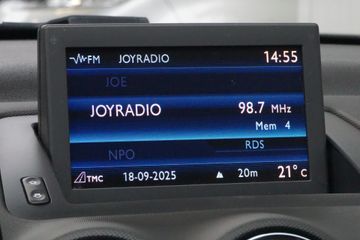 FM JOYRADIO 14:55
JOE
JOYRADIO 98.7 MHz
Mem 4
NPO RDS
TMC 18-09-2025 20m 21°C